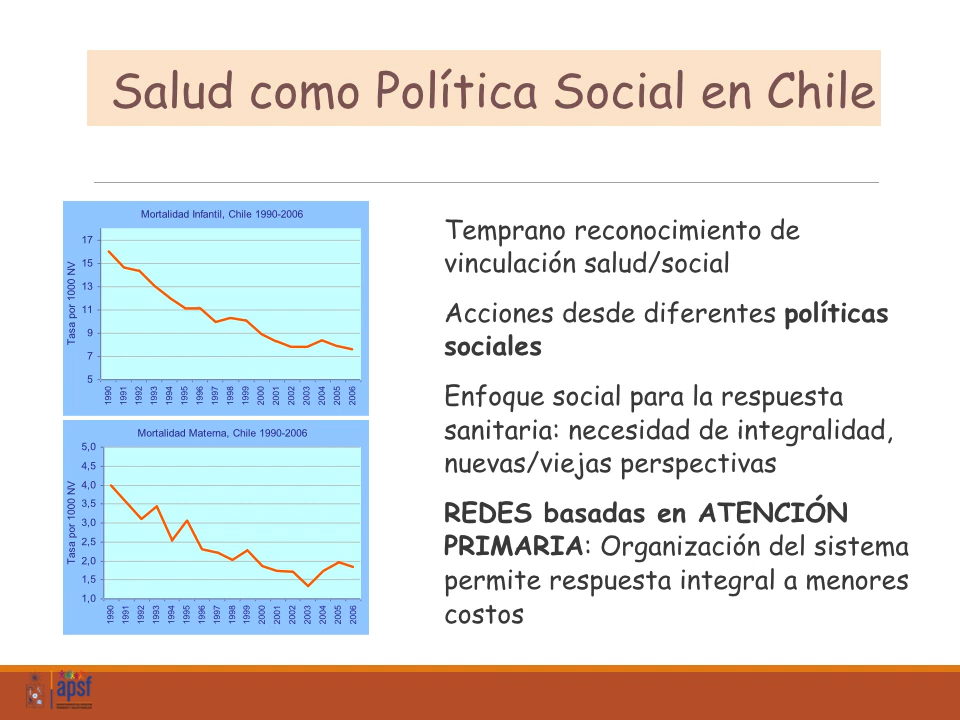 Salud como Política Social en Chile
Mortalidad Infantil, Chile 1990-2006
Tasa por 1000 NV
17
15
13
11
9
7
5
1990 1991 1992 1993 1994 1995 1996 1997 1998 1999 2000 2001 2002 2003 2004 2005 2006
Mortalidad Materna, Chile 1990-2006
Tasa por 1000 NV
5,0
4,5
4,0
3,5
3,0
2,5
2,0
1,5
1,0
1990 1991 1992 1993 1994 1995 1996 1997 1998 1999 2000 2001 2002 2003 2004 2005 2006
Temprano reconocimiento de
vinculación salud/social
Acciones desde diferentes políticas
sociales
Enfoque social para la respuesta
sanitaria: necesidad de integralidad,
nuevas/viejas perspectivas
REDES basadas en ATENCIÓN
PRIMARIA: Organización del sistema
permite respuesta integral a menores
costos
apsf